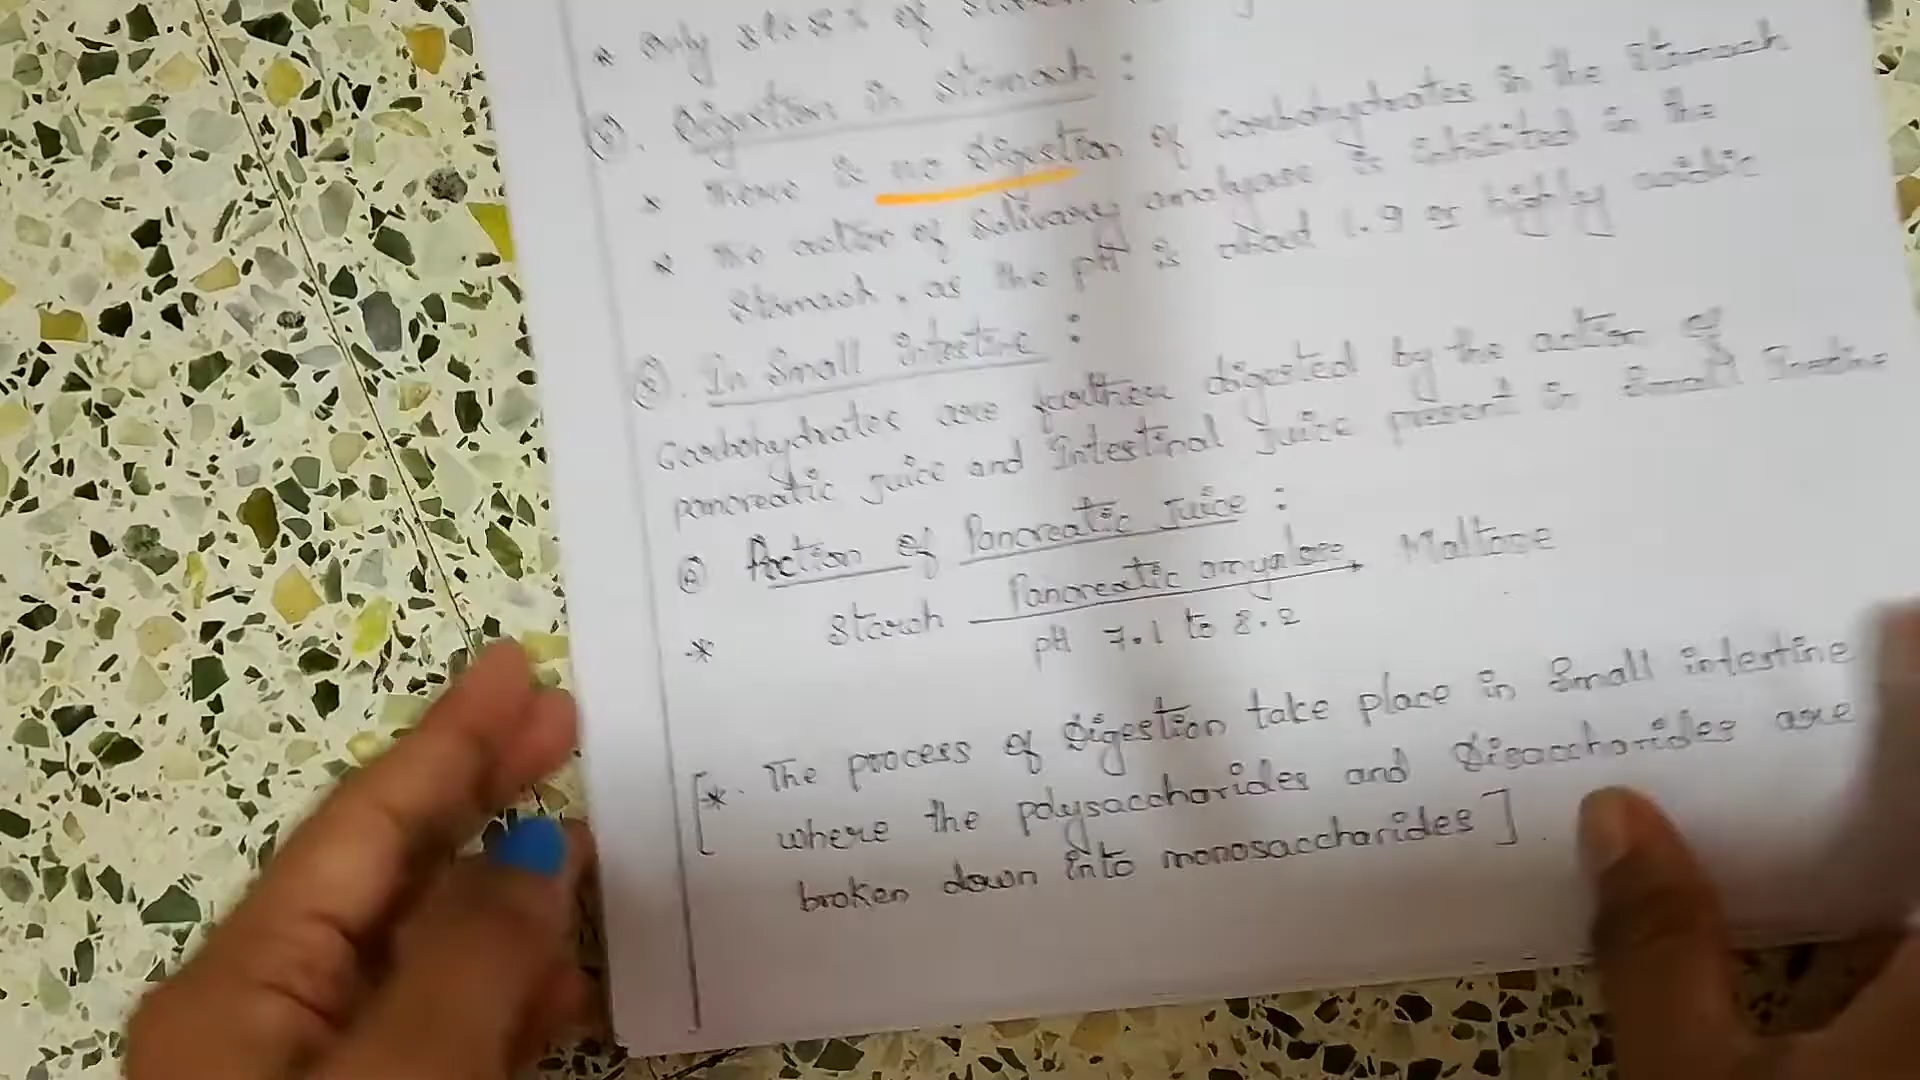 * Only of
. Digestion in Stomach :
* There is no digestion of Carbohydrates in the Stomach
* The action of Salivary amalyase is inhibited in the
Stomach, as the pH is about 1.9 or highly acidic
. In Small Intestine :
Carbohydrates are further digested by the action of
pancreatic juice and Intestinal juice present in Small Intestine
Action of Pancreatic Juice :
* Starch Pancreatic amyalase Maltose
pH 7.1 to 8.2
[*. The process of digestion take place in Small intestine
where the polysaccharides and Disaccharides are
broken down into monosaccharides].